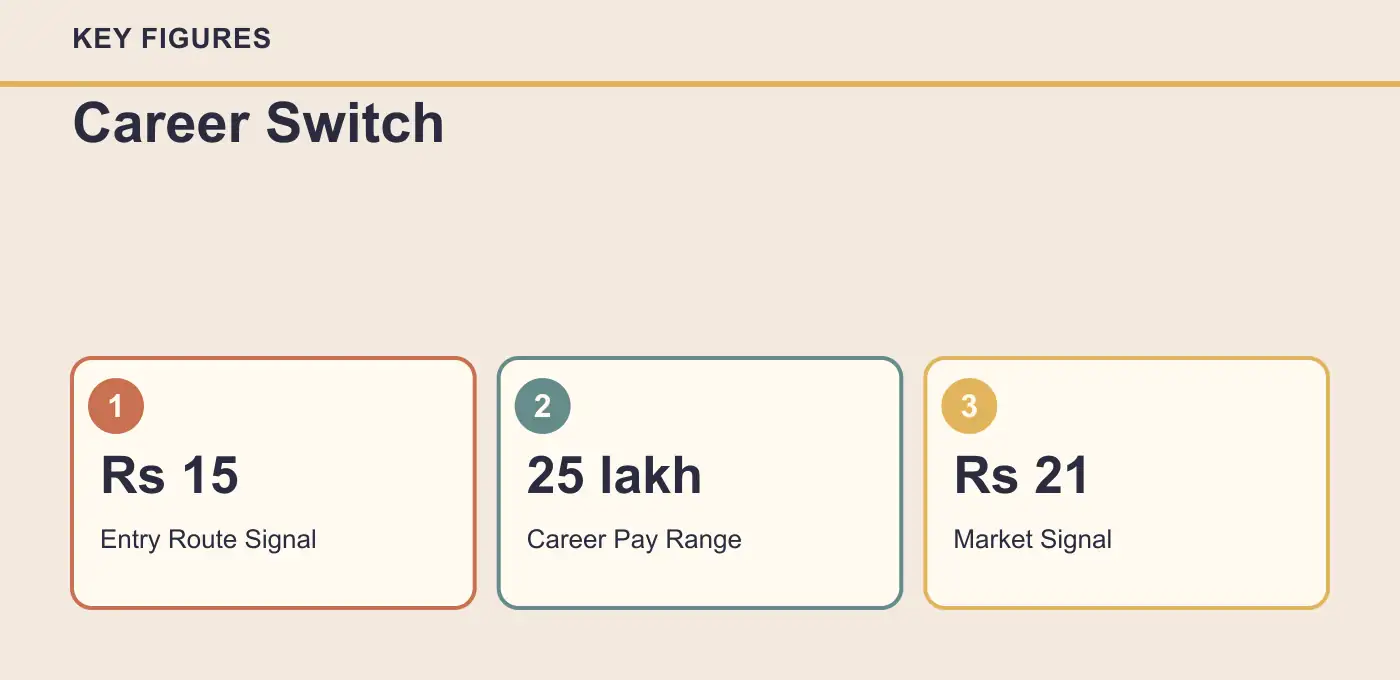 KEY FIGURES
Career Switch
1
Rs 15
Entry Route Signal
2
25 lakh
Career Pay Range
3
Rs 21
Market Signal